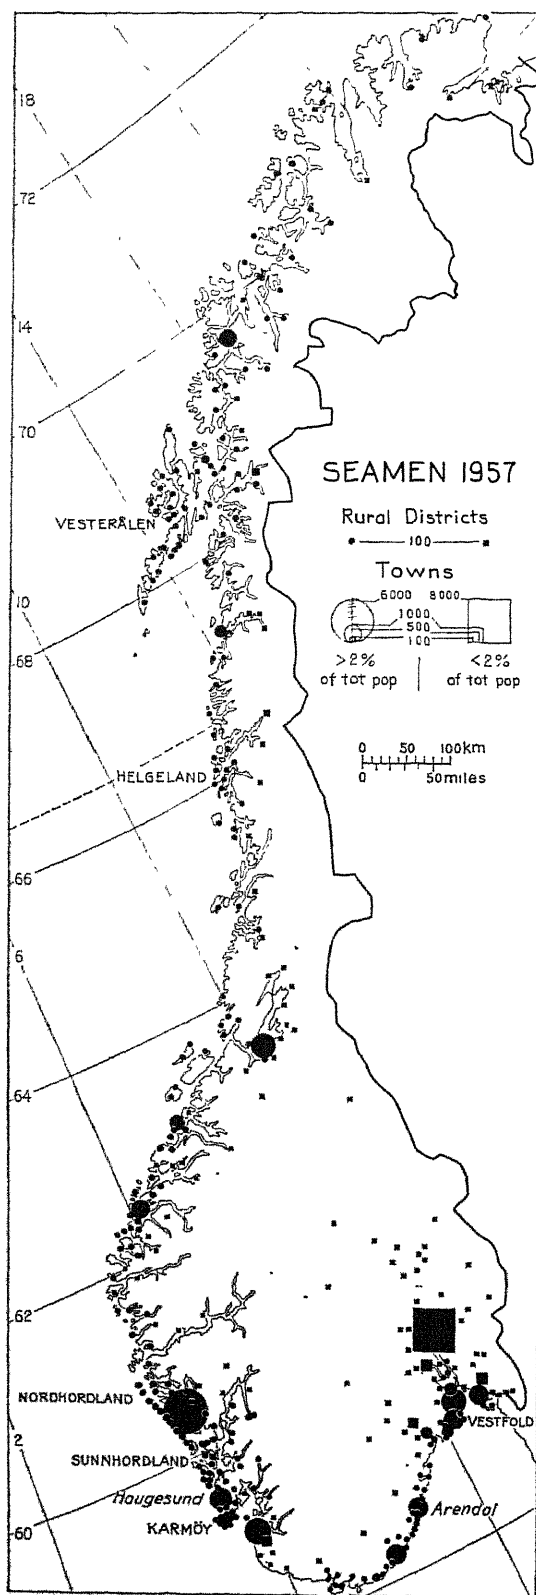 18
72
14
70
SEAMEN 1957
Rural Districts
100
VESTERÅLEN
Towns
6000 8000
1000
500
100
>2% <2%
of tot pop of tot pop
10
68
0 50 100km
0 50miles
HELGELAND
66
6
64
62
NORDHORDLAND
VESTFOLD
2
SUNNHORDLAND
Haugesund
Arendal
KARMÖY
60